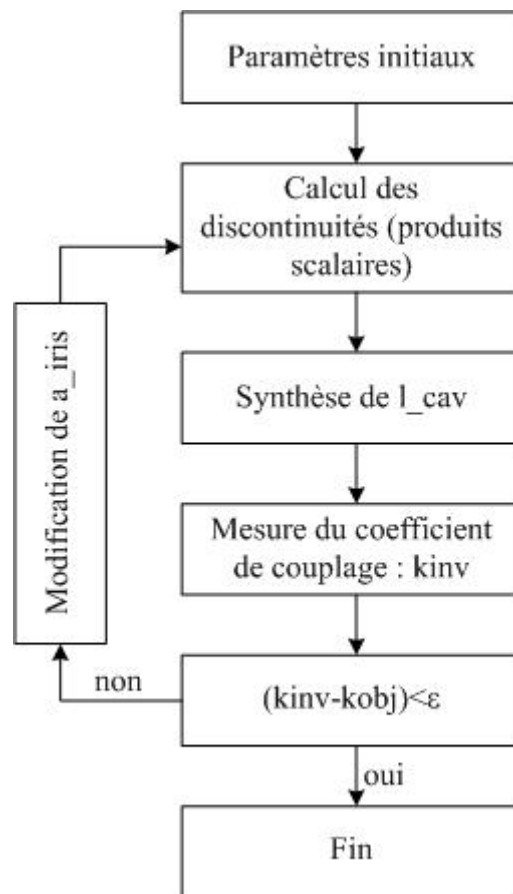 Paramètres initiaux
Calcul des
discontinuités (produits
scalaires)
Synthèse de l_cav
Mesure du coefficient
de couplage : kinv
Modification de a_iris
(kinv-kobj)<ε
non
oui
Fin